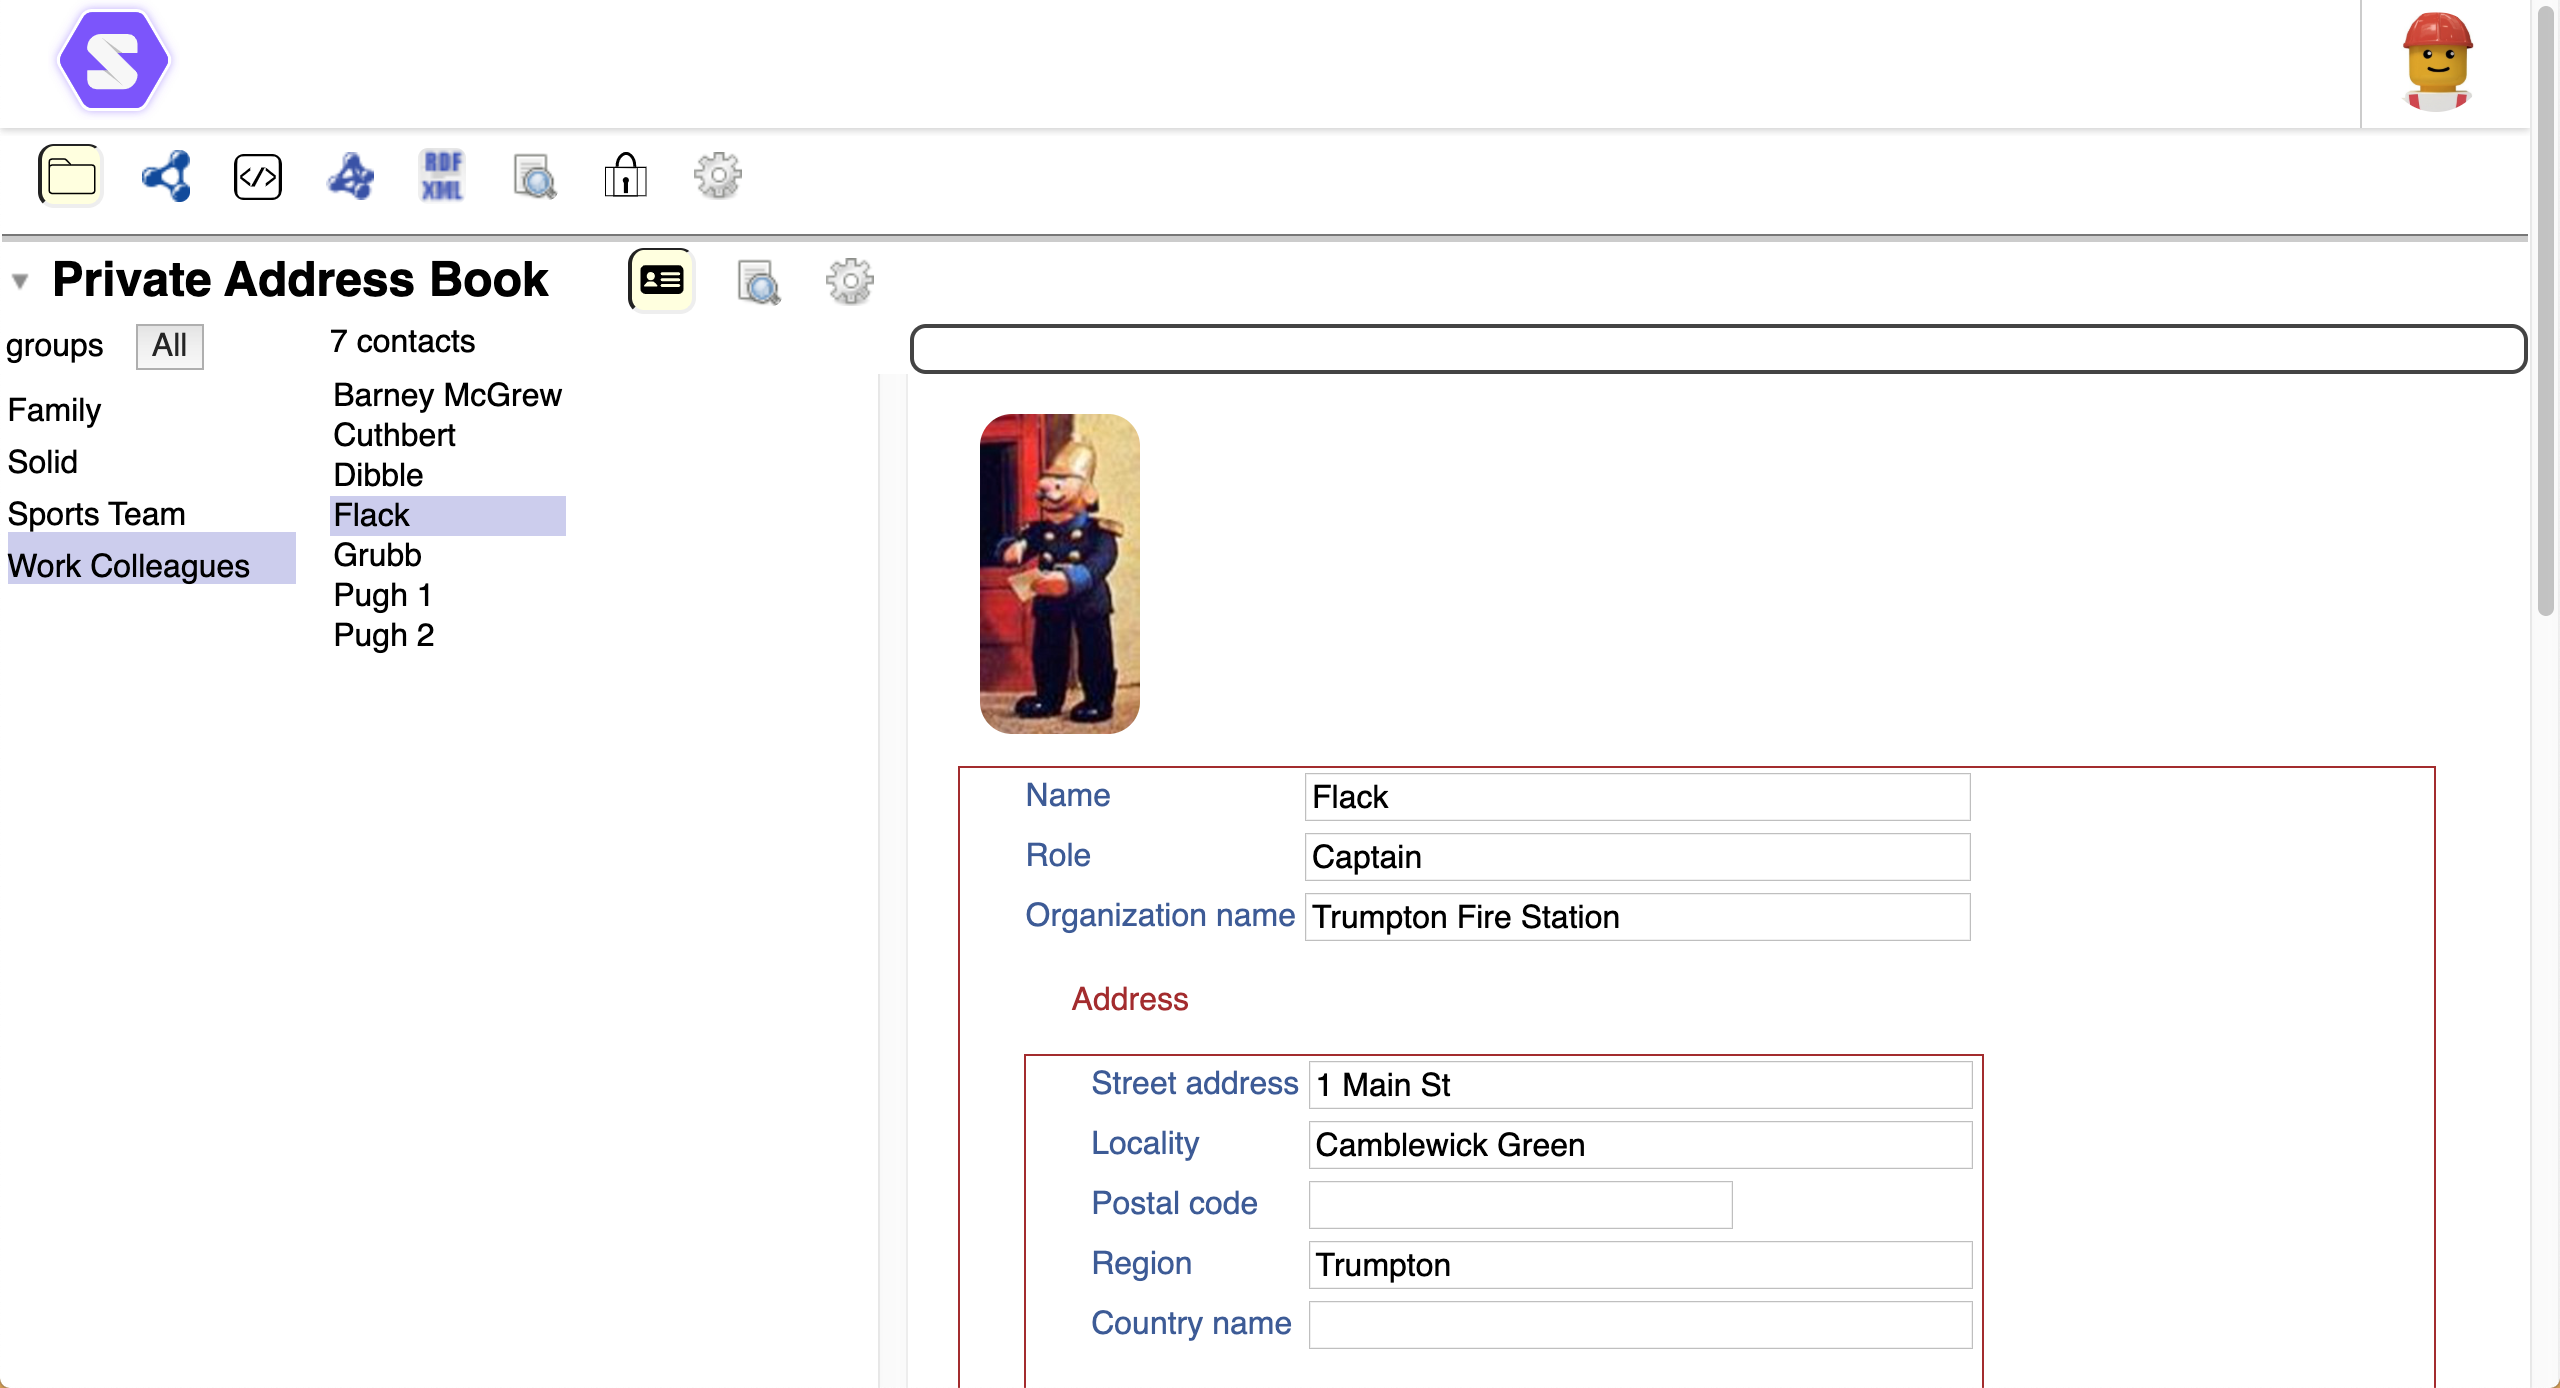 RDF
XML
Private Address Book
groups All
7 contacts
Family
Solid
Sports Team
Work Colleagues
Barney McGrew
Cuthbert
Dibble
Flack
Grubb
Pugh 1
Pugh 2
Name Flack
Role Captain
Organization name Trumpton Fire Station
Address
Street address 1 Main St
Locality Camblewick Green
Postal code
Region Trumpton
Country name